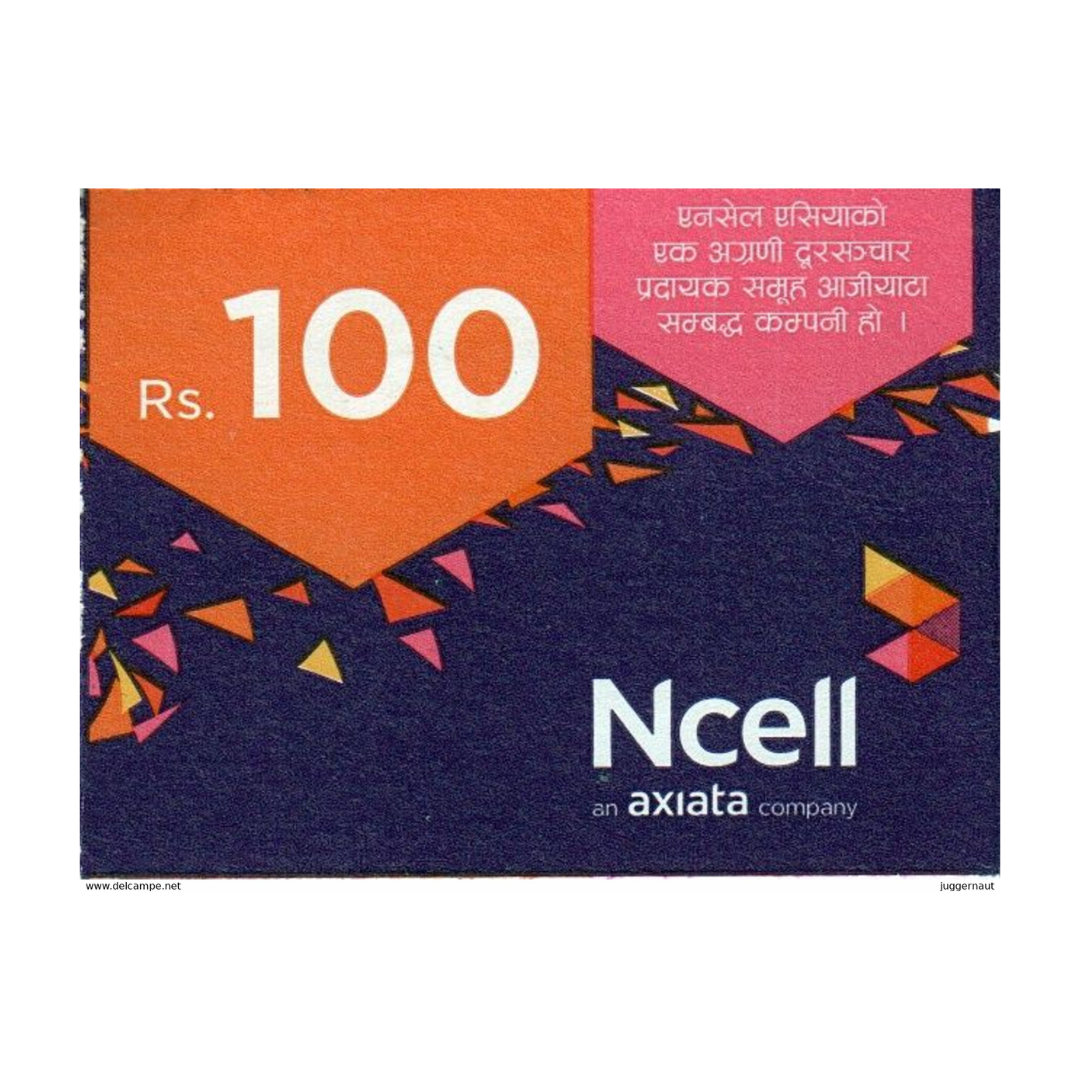 Rs. 100
एनसेल एसियाको
एक अग्रणी दूरसञ्चार
प्रदायक समूह आजीयाटा
सम्बद्ध कम्पनी हो ।
Ncell
an axiata company
www.delcampe.net
juggernaut